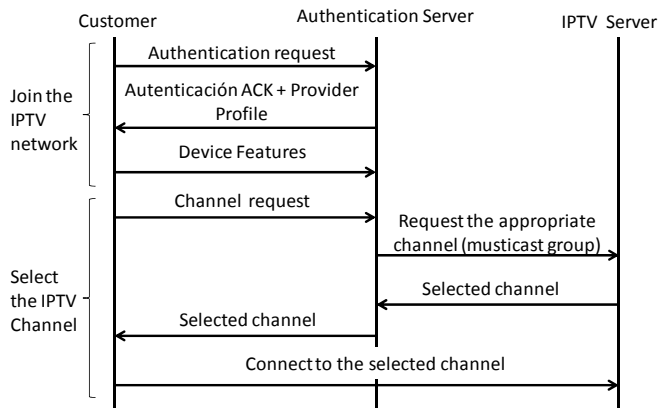 Customer
Authentication Server
IPTV Server
Authentication request
Join the
IPTV
network
Autenticación ACK + Provider
Profile
Device Features
Channel request
Request the appropriate
channel (musticast group)
Select
the IPTV
Channel
Selected channel
Selected channel
Connect to the selected channel